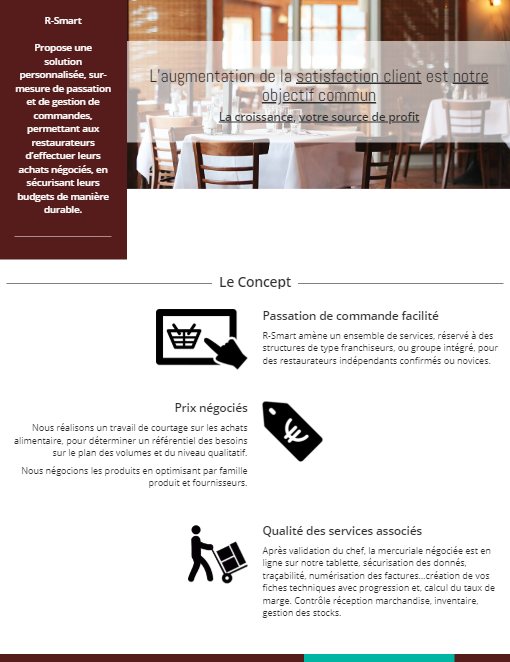 R-Smart
Propose une
solution
personnalisée, sur-
mesure de passation
et de gestion de
commandes,
permettant aux
restaurateurs
d'effectuer leurs
achats négociés, en
sécurisant leurs
budgets de manière
durable.
L'augmentation de la satisfaction client est notre
objectif commun
La croissance, votre source de profit
Le Concept
Passation de commande facilité
R-Smart amène un ensemble de services, réservé à des
structures de type franchiseurs, ou groupe intégré, pour
des restaurateurs indépendants confirmés ou novices.
Prix négociés
Nous réalisons un travail de courtage sur les achats
alimentaire, pour déterminer un référentiel des besoins
sur le plan des volumes et du niveau qualitatif.
Nous négocions les produits en optimisant par famille
produit et fournisseurs.
€
Qualité des services associés
Après validation du chef, la mercuriale négociée est en
ligne sur notre tablette, sécurisation des donnés,
traçabilité, numérisation des factures...création de vos
fiches techniques avec progression et, calcul du taux de
marge. Contrôle réception marchandise, inventaire,
gestion des stocks.